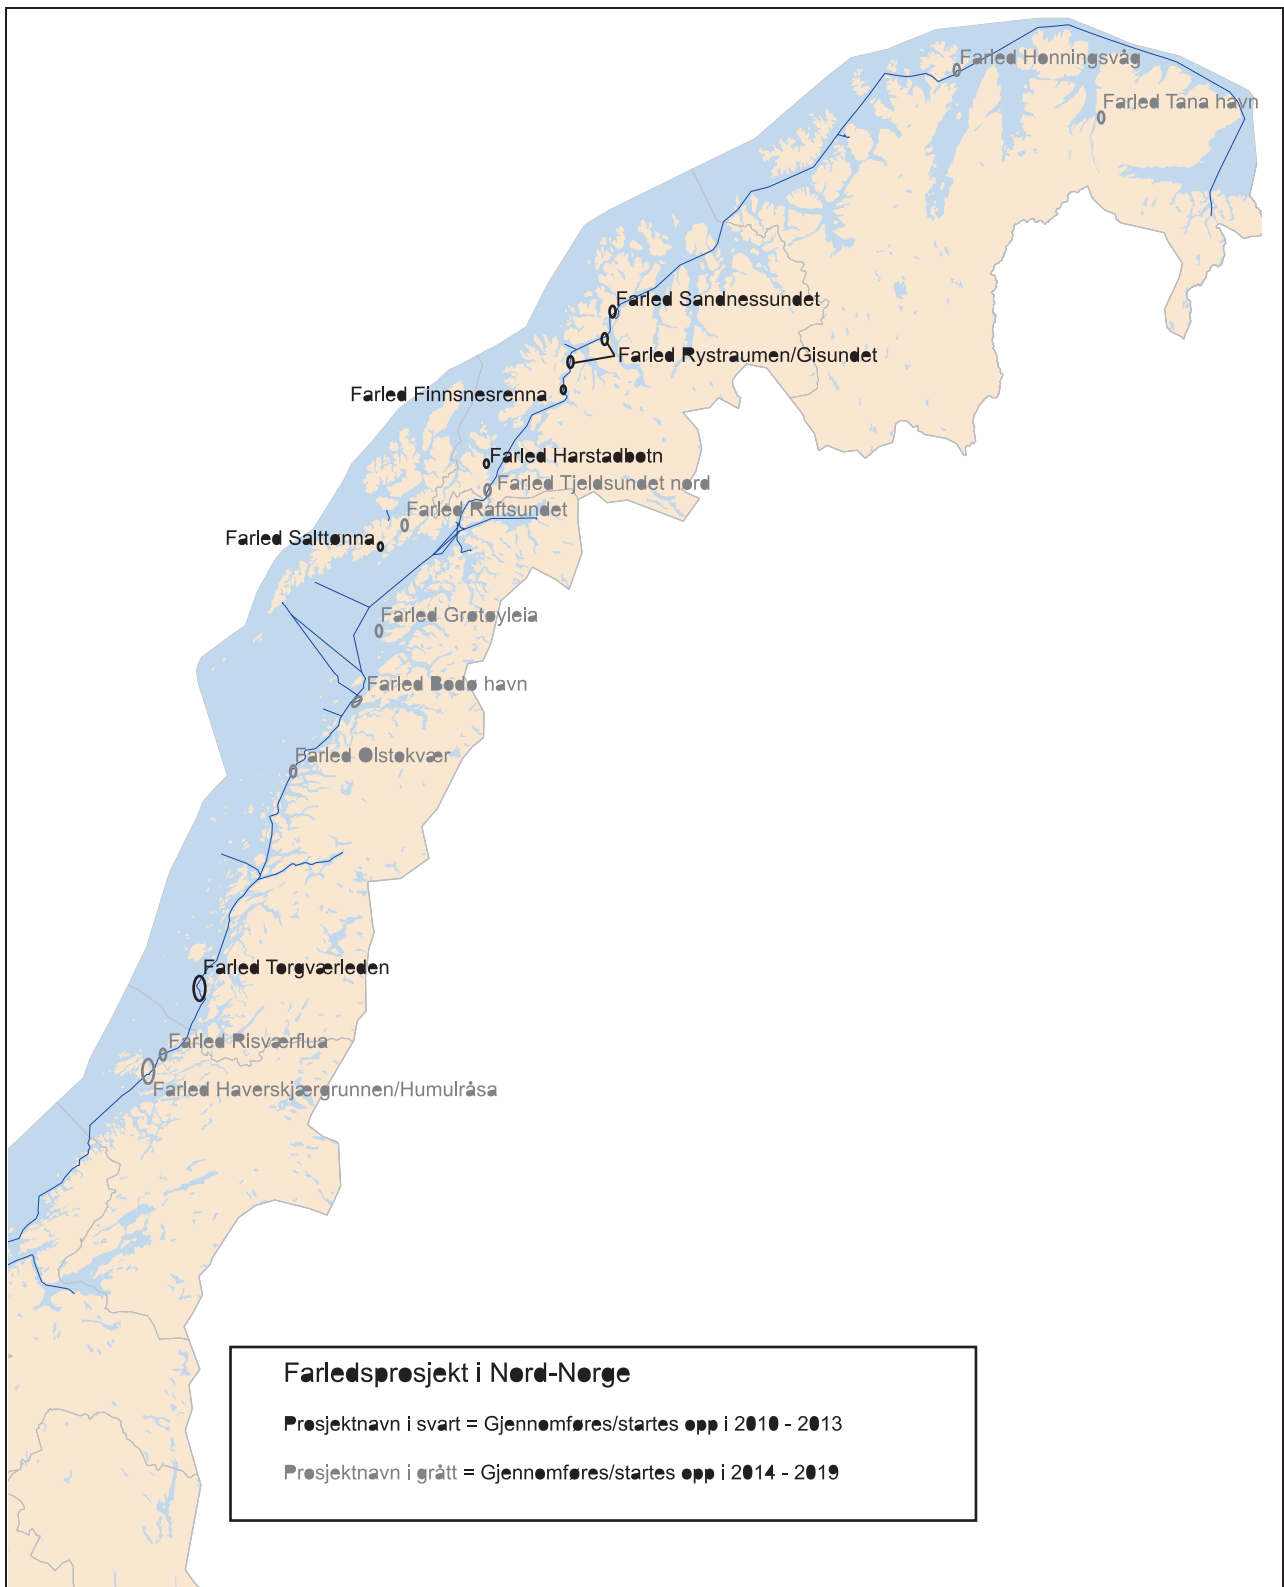 Farled Honningsvåg
Farled Tana havn
Farled Sandnessundet
Farled Rystraumen/Gisundet
Farled Finnsnesrenna
Farled Harstadbotn
Farled Tjeldsundet nord
Farled Raftsundet
Farled Salttønna
Farled Grøtøyleia
Farled Bodø havn
Farled Olstokvær
Farled Torgværleden
Farled Risværflua
Farled Haverskjærgrunnen/Humulråsa
Farledsprosjekt i Nord-Norge
Prosjektnavn i svart = Gjennomføres/startes opp i 2010 - 2013
Prosjektnavn i grått = Gjennomføres/startes opp i 2014 - 2019